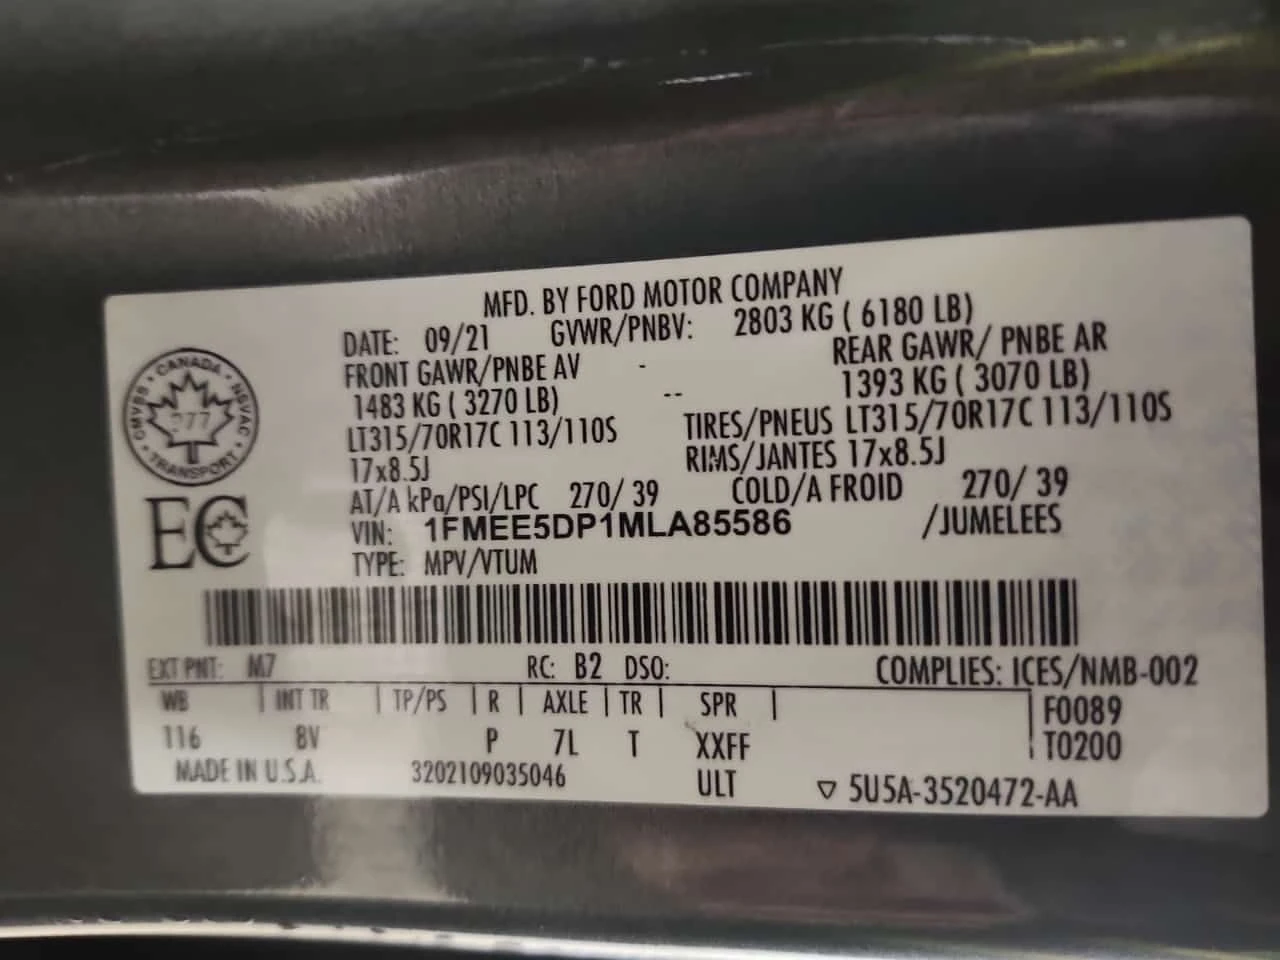 MFD. BY FORD MOTOR COMPANY
DATE: 09/21 GVWR/PNBV: 2803 KG ( 6180 LB)
FRONT GAWR/PNBE AV - REAR GAWR/ PNBE AR
1483 KG ( 3270 LB) -- 1393 KG ( 3070 LB)
LT315/70R17C 113/110S TIRES/PNEUS LT315/70R17C 113/110S
17x8.5J RIMS/JANTES 17x8.5J
AT/A kPa/PSI/LPC 270/ 39 COLD/A FROID 270/ 39
VIN: 1FMEE5DP1MLA85586 /JUMELEES
TYPE: MPV/VTUM
CANADA
CMVSS · NSVAC
377
TRANSPORT
EC
EXT PNT: M7 RC: B2 DSO: COMPLIES: ICES/NMB-002
WB | INT TR | TP/PS | R | AXLE | TR | SPR | F0089
116 8V P 7L T XXFF T0200
MADE IN U.S.A. 3202109035046 ULT ▽ 5U5A-3520472-AA